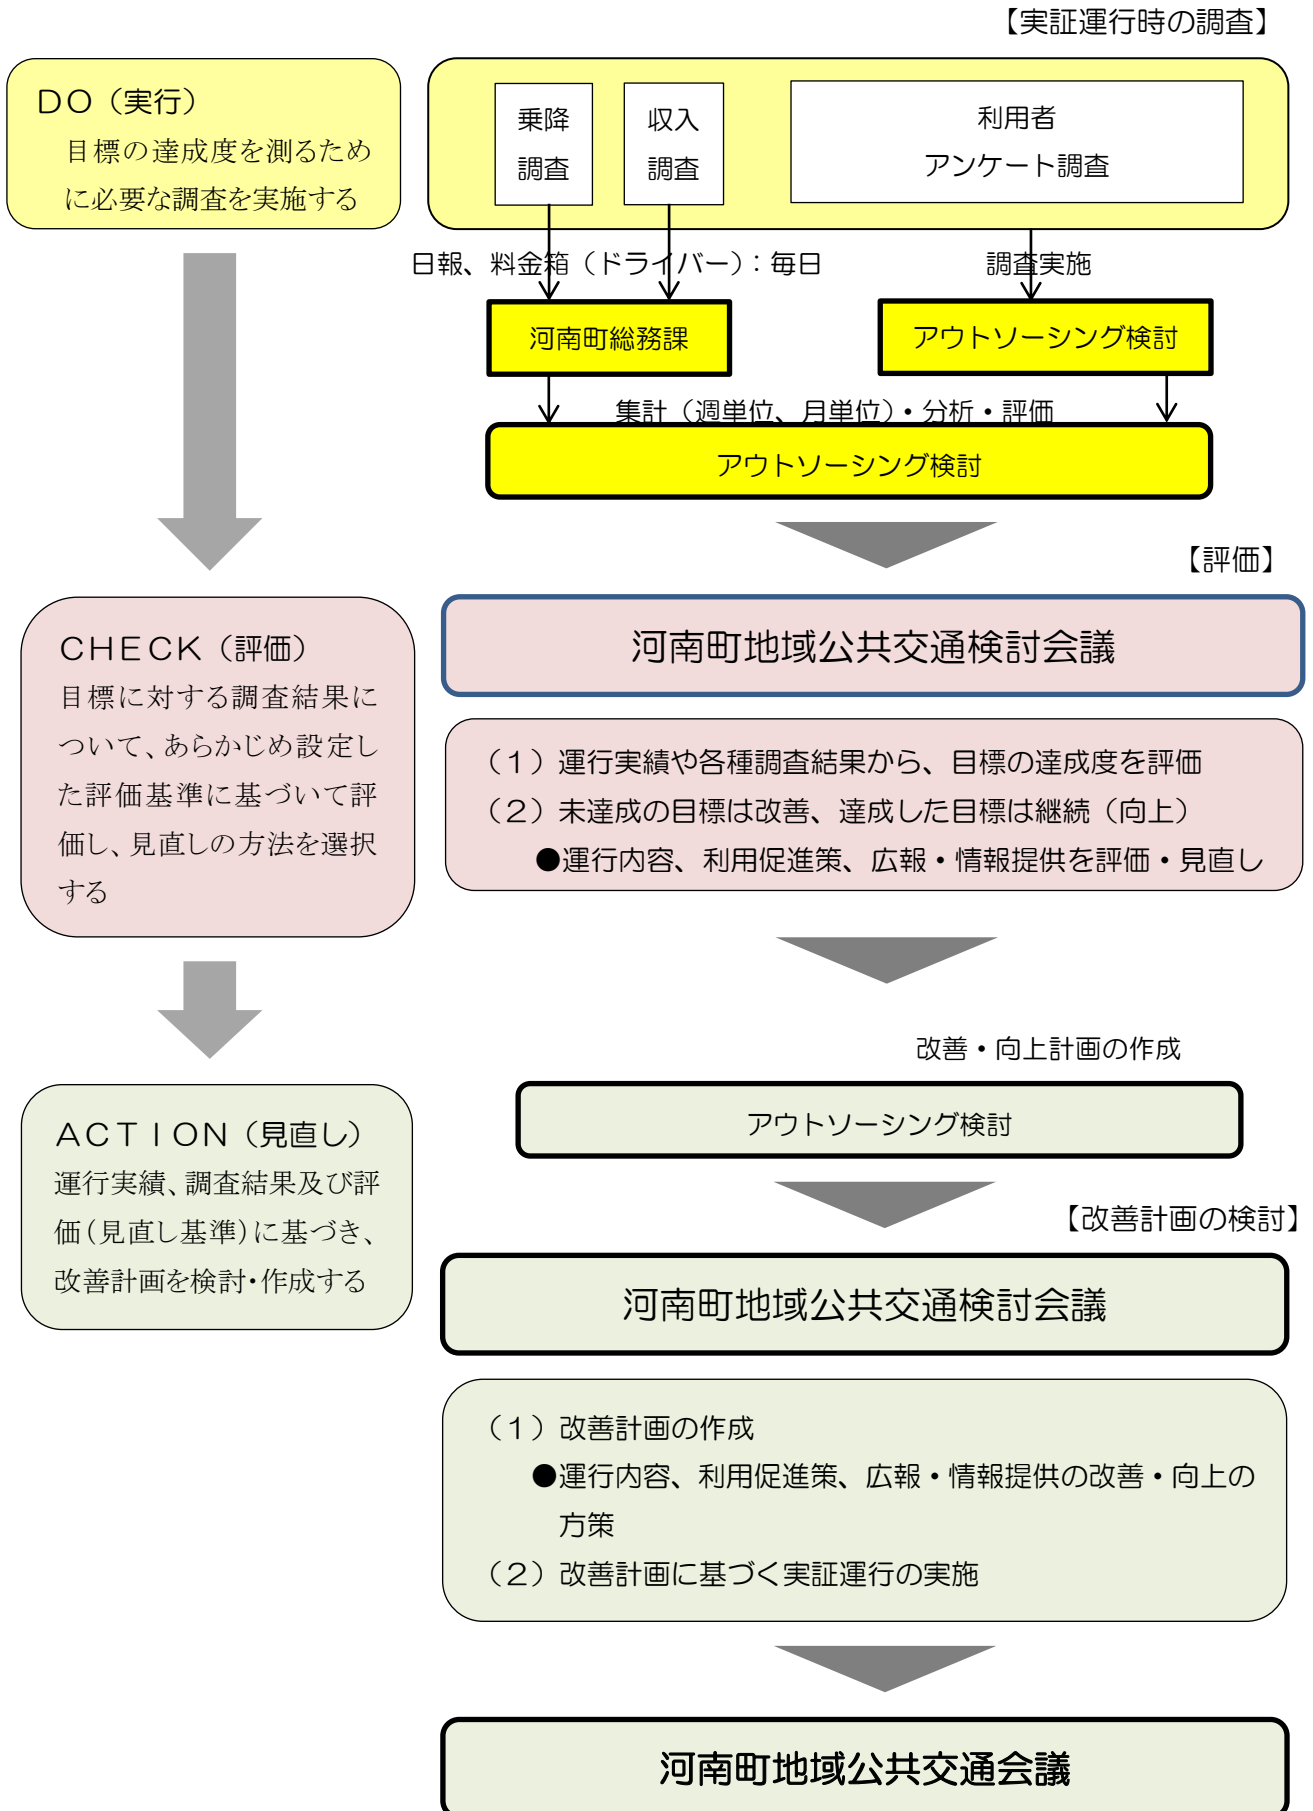 【実証運行時の調査】
ＤＯ（実行）
目標の達成度を測るため
に必要な調査を実施する
乗降
調査
収入
調査
利用者
アンケート調査
日報、料金箱（ドライバー）：毎日
調査実施
河南町総務課
アウトソーシング検討
集計（週単位、月単位）・分析・評価
アウトソーシング検討
【評価】
ＣＨＥＣＫ（評価）
目標に対する調査結果に
ついて、あらかじめ設定し
た評価基準に基づいて評
価し、見直しの方法を選択
する
河南町地域公共交通検討会議
（１）運行実績や各種調査結果から、目標の達成度を評価
（２）未達成の目標は改善、達成した目標は継続（向上）
●運行内容、利用促進策、広報・情報提供を評価・見直し
改善・向上計画の作成
アウトソーシング検討
ＡＣＴＩＯＮ（見直し）
運行実績、調査結果及び評
価（見直し基準）に基づき、
改善計画を検討・作成する
【改善計画の検討】
河南町地域公共交通検討会議
（１）改善計画の作成
●運行内容、利用促進策、広報・情報提供の改善・向上の
方策
（２）改善計画に基づく実証運行の実施
河南町地域公共交通会議